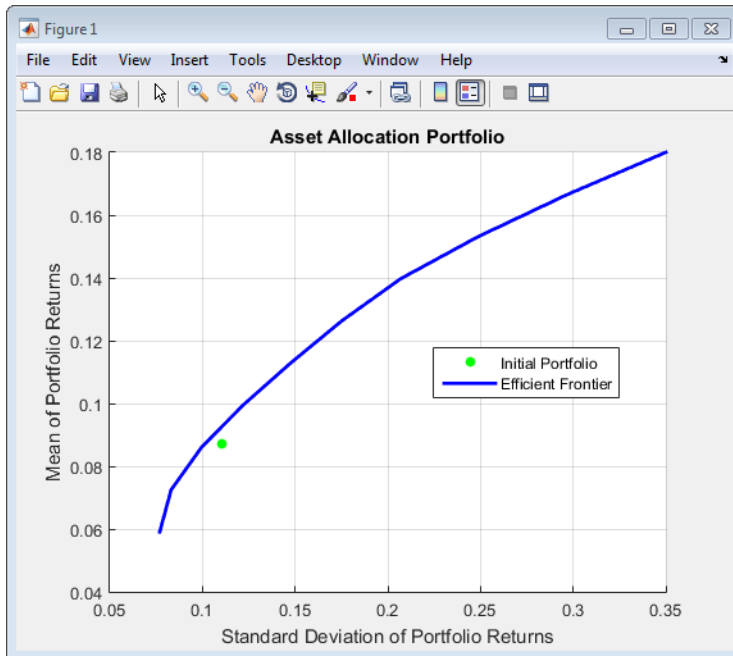 Figure 1
File Edit View Insert Tools Desktop Window Help
Asset Allocation Portfolio
0.18
0.16
0.14
0.12
0.1
0.08
0.06
0.04
Mean of Portfolio Returns
Initial Portfolio
Efficient Frontier
0.05 0.1 0.15 0.2 0.25 0.3 0.35
Standard Deviation of Portfolio Returns